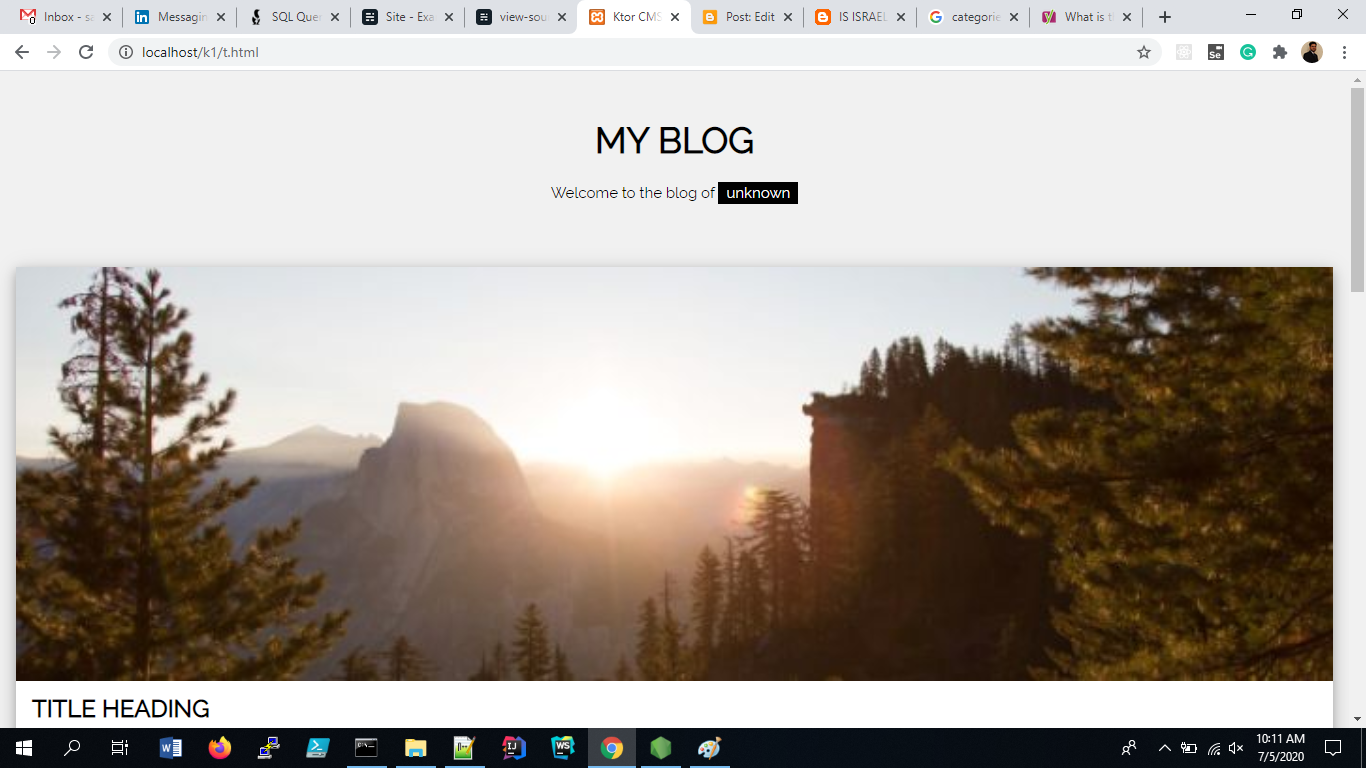 Inbox - sa
Messagin
SQL Quer
Site - Exa
view-sou
Ktor CMS
Post: Edit
IS ISRAEL
categorie
What is t
localhost/k1/t.html
Se
MY BLOG
Welcome to the blog of unknown
TITLE HEADING
10:11 AM
7/5/2020